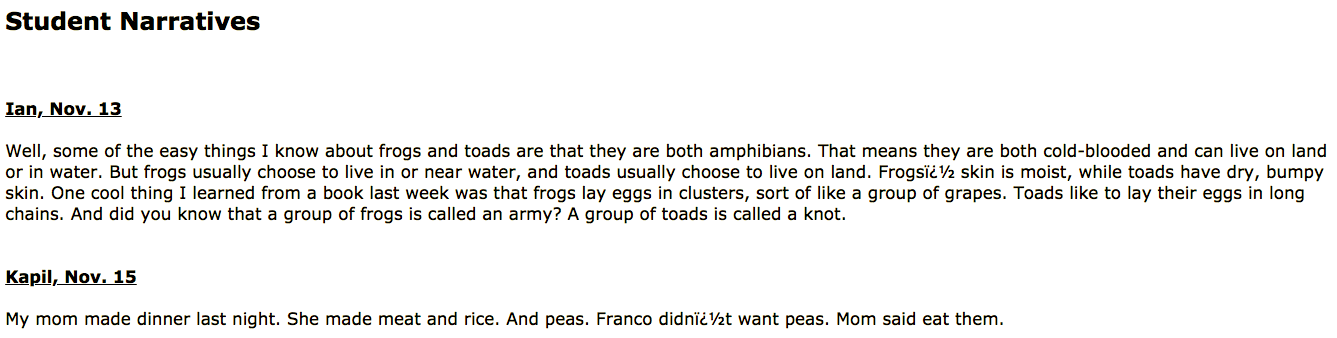 Student Narratives
Ian, Nov. 13
Well, some of the easy things I know about frogs and toads are that they are both amphibians. That means they are both cold-blooded and can live on land
or in water. But frogs usually choose to live in or near water, and toads usually choose to live on land. Frogsï¿½ skin is moist, while toads have dry, bumpy
skin. One cool thing I learned from a book last week was that frogs lay eggs in clusters, sort of like a group of grapes. Toads like to lay their eggs in long
chains. And did you know that a group of frogs is called an army? A group of toads is called a knot.
Kapil, Nov. 15
My mom made dinner last night. She made meat and rice. And peas. Franco didnï¿½t want peas. Mom said eat them.